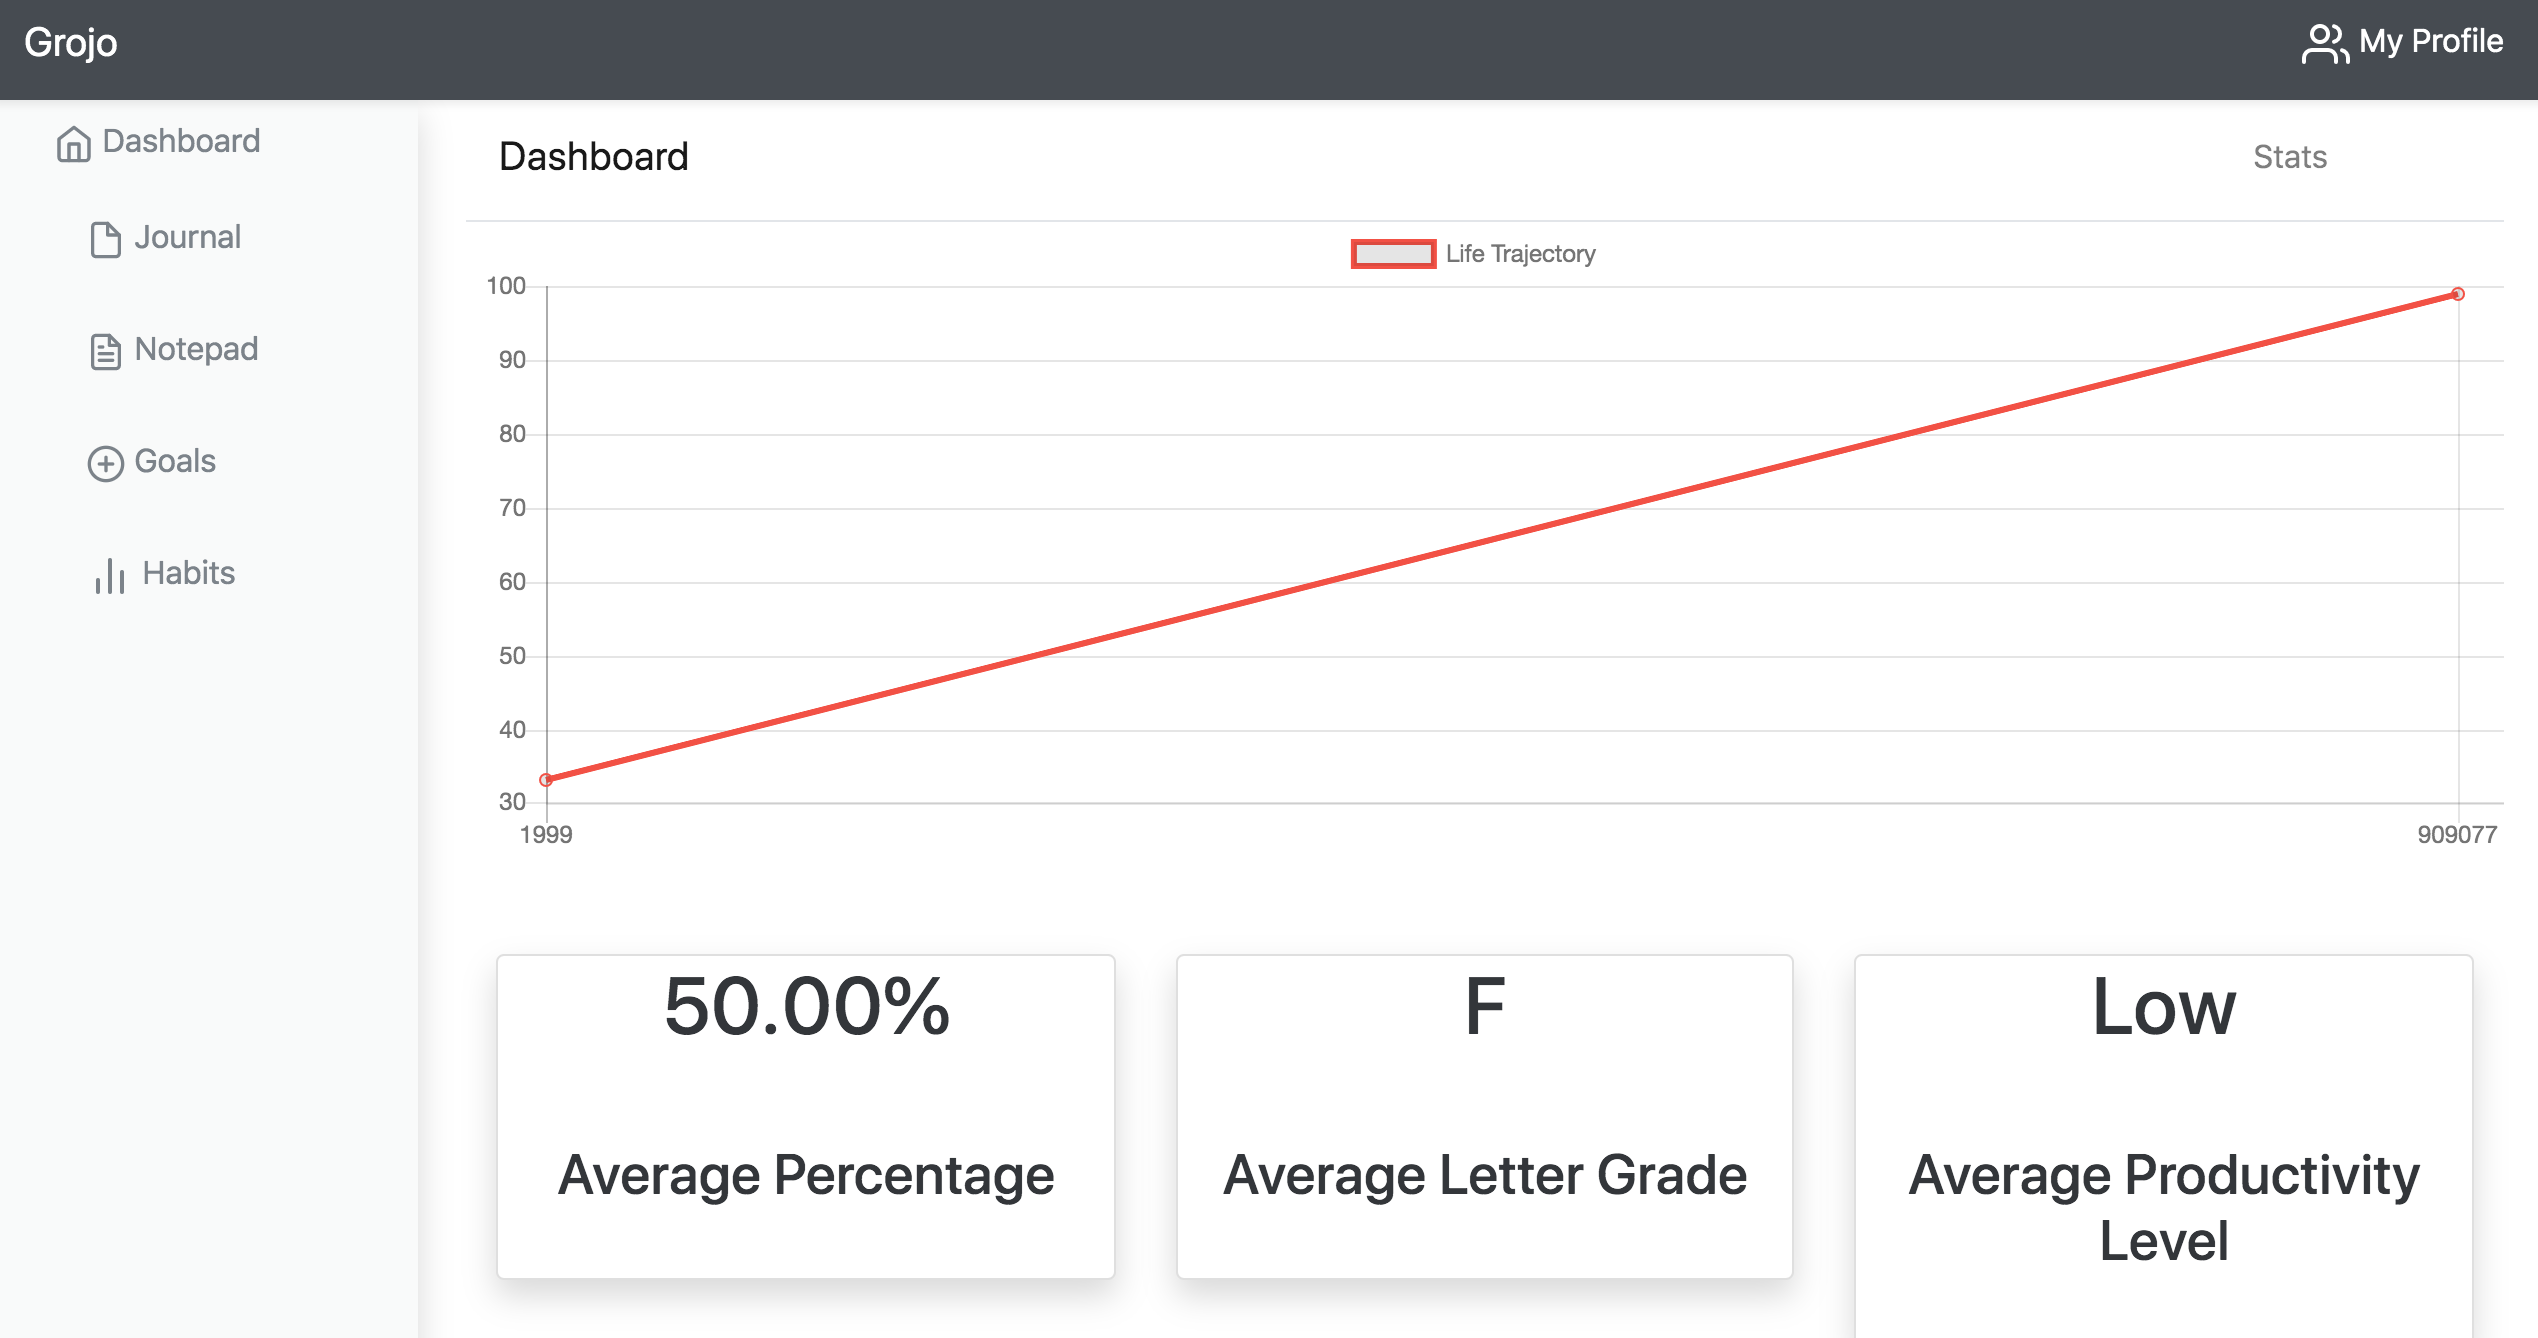 Grojo
My Profile
Dashboard
Journal
Notepad
Goals
Habits
Dashboard
Stats
Life Trajectory
100
90
80
70
60
50
40
30
1999
909077
50.00%
Average Percentage
F
Average Letter Grade
Low
Average Productivity
Level